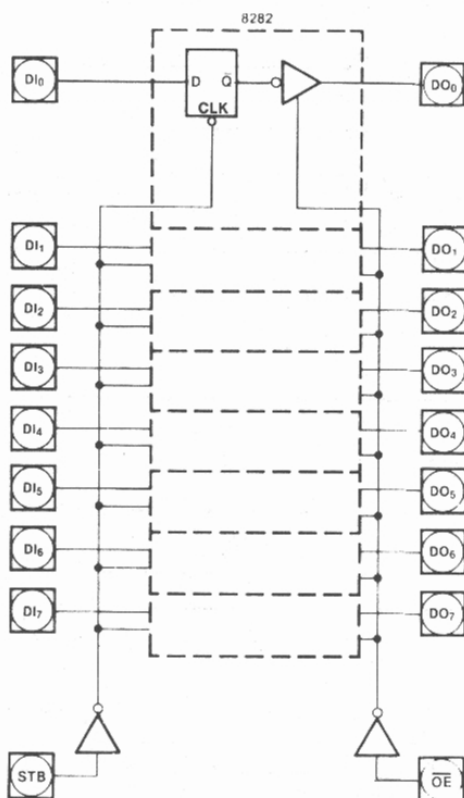 8282
DI₀ D Q̅ DO₀
CLK
DI₁ DO₁
DI₂ DO₂
DI₃ DO₃
DI₄ DO₄
DI₅ DO₅
DI₆ DO₆
DI₇ DO₇
STB O̅E̅